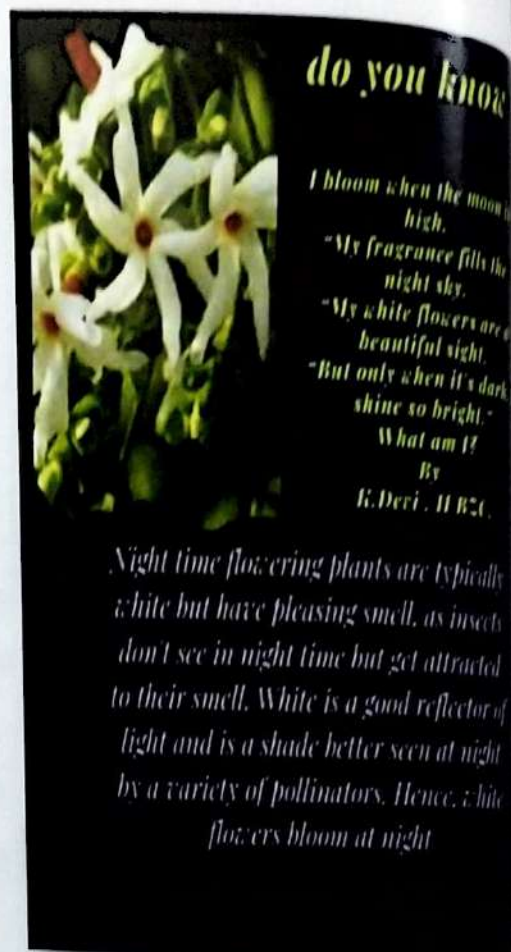 do you know
I bloom when the moon
high.
"My fragrance fills the
night sky.
"My white flowers are a
beautiful sight.
"But only when it's dark,
shine so bright."
What am I?
By
K.Devi . II BZC.
Night time flowering plants are typically
white but have pleasing smell, as insects
don't see in night time but get attracted
to their smell. White is a good reflector of
light and is a shade better seen at night
by a variety of pollinators. Hence, white
flowers bloom at night